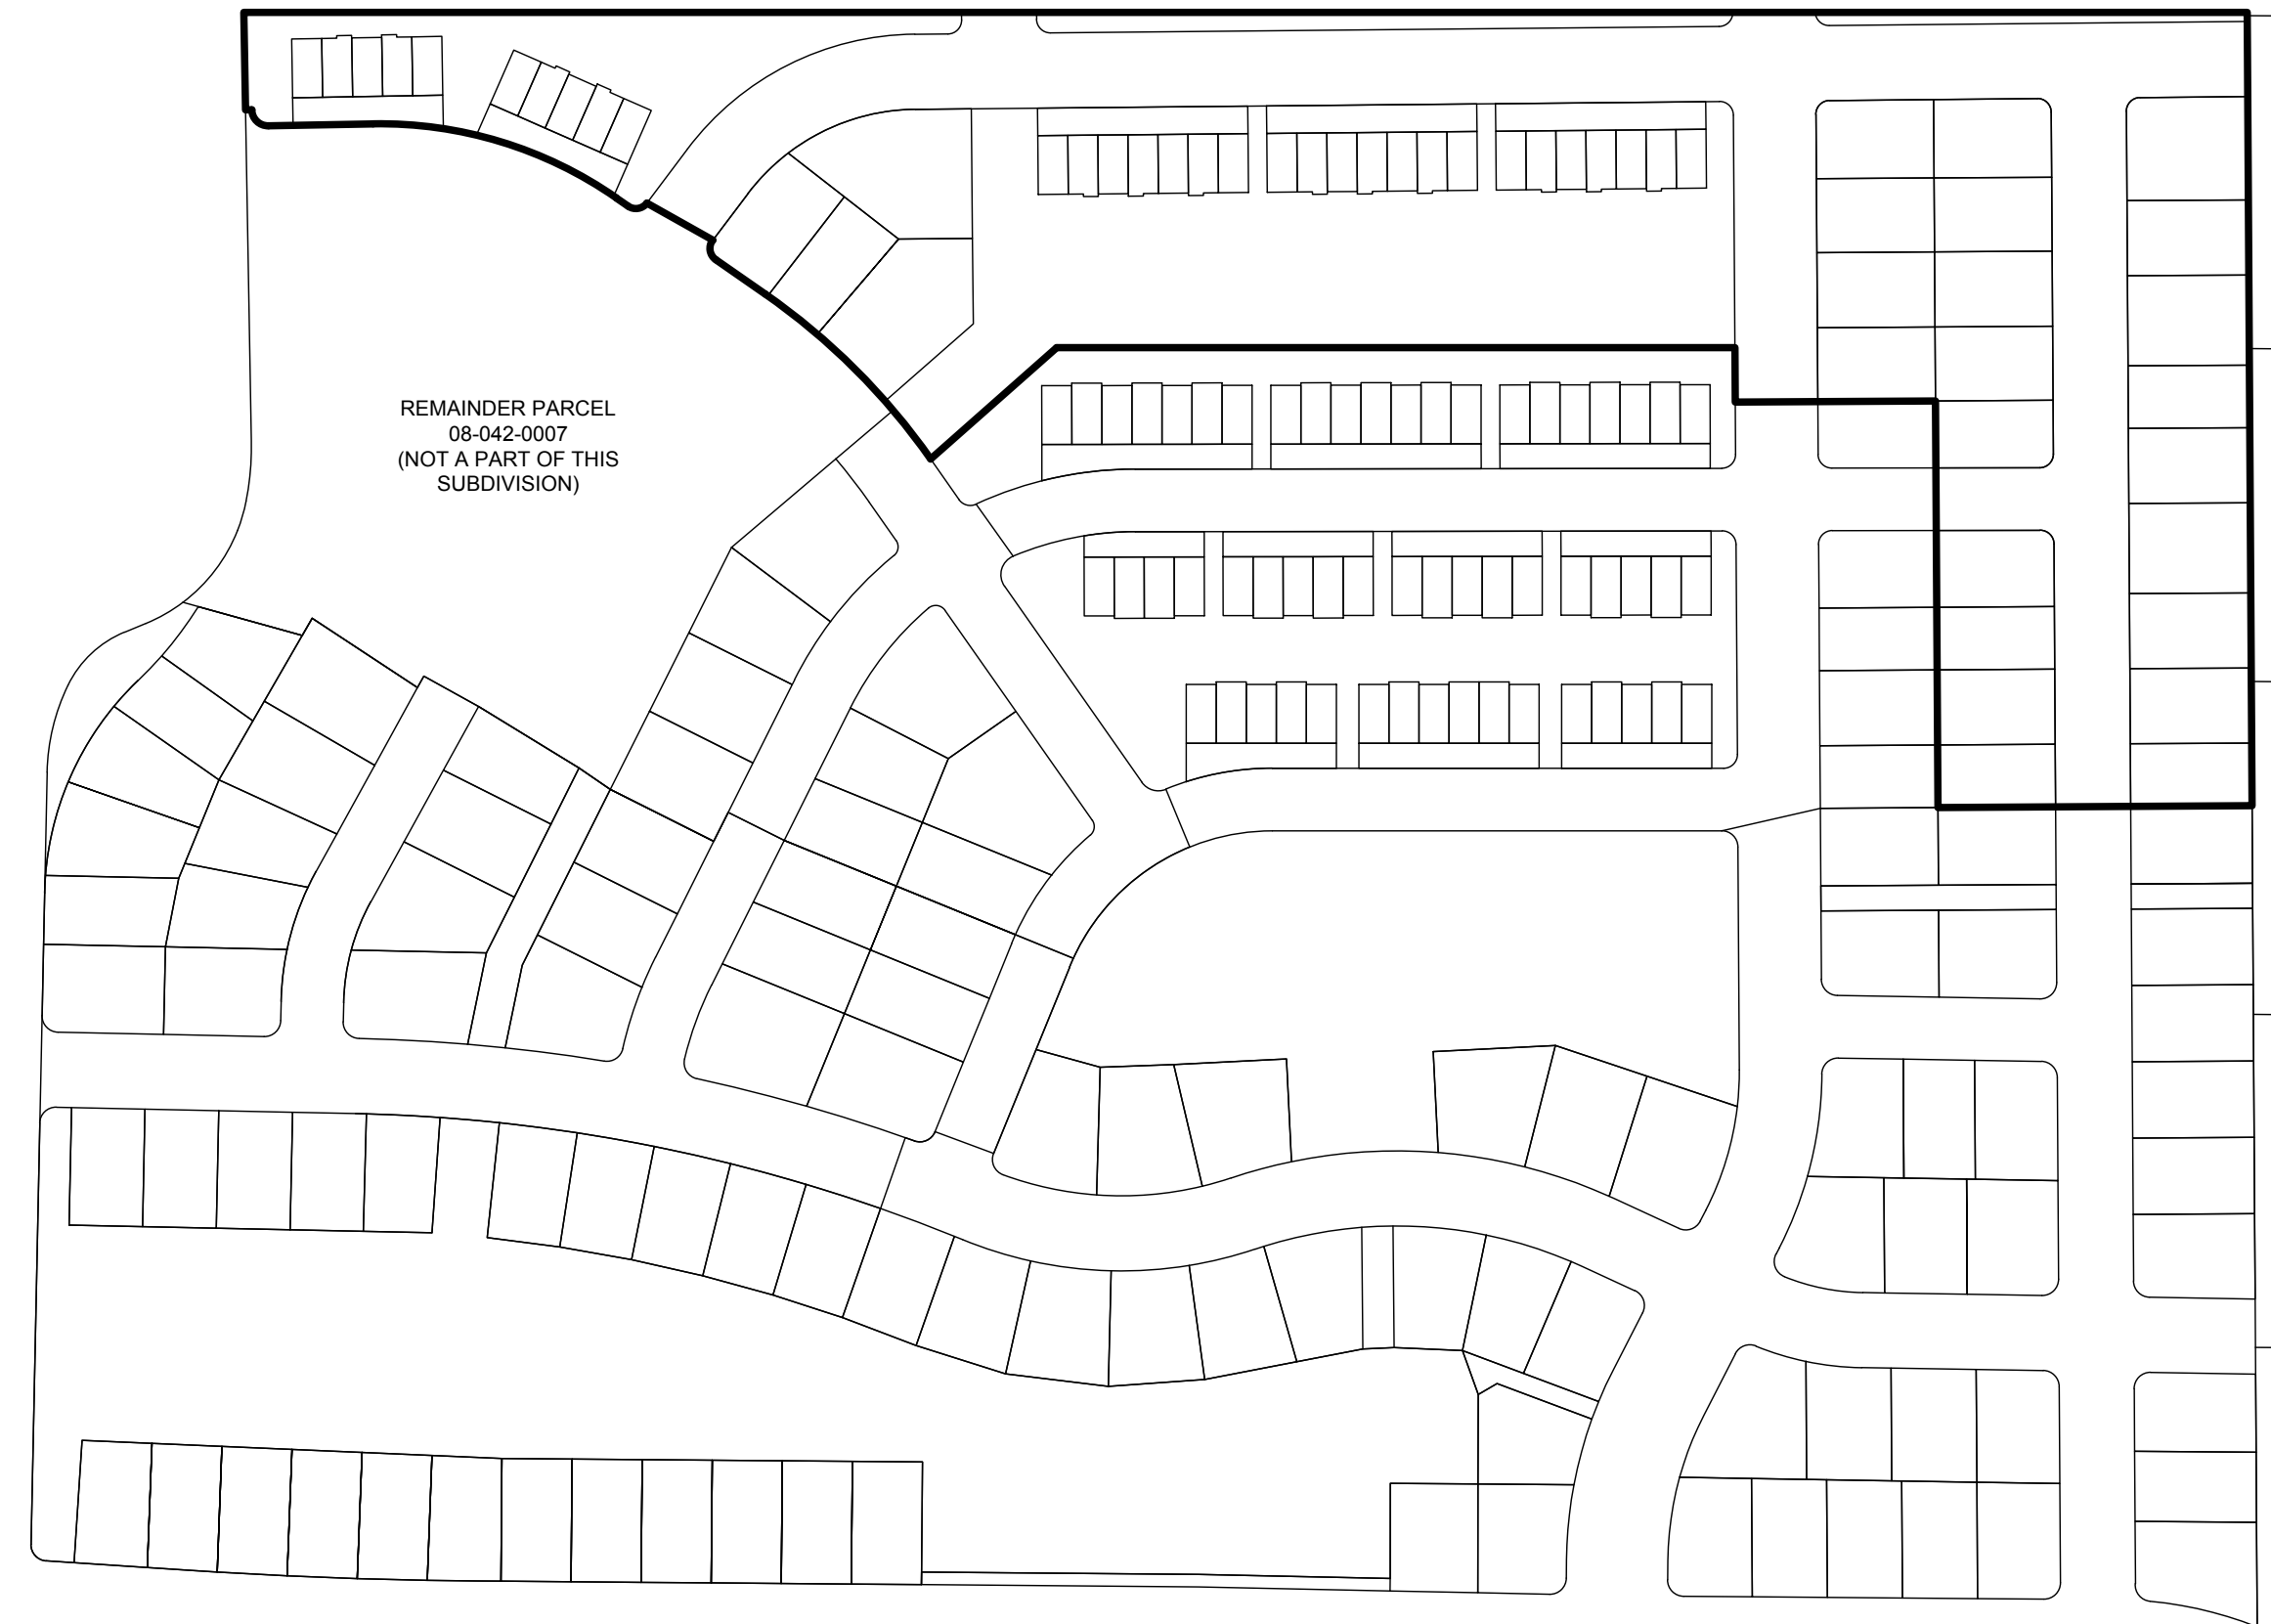 REMAINDER PARCEL
08-042-0007
(NOT A PART OF THIS
SUBDIVISION)